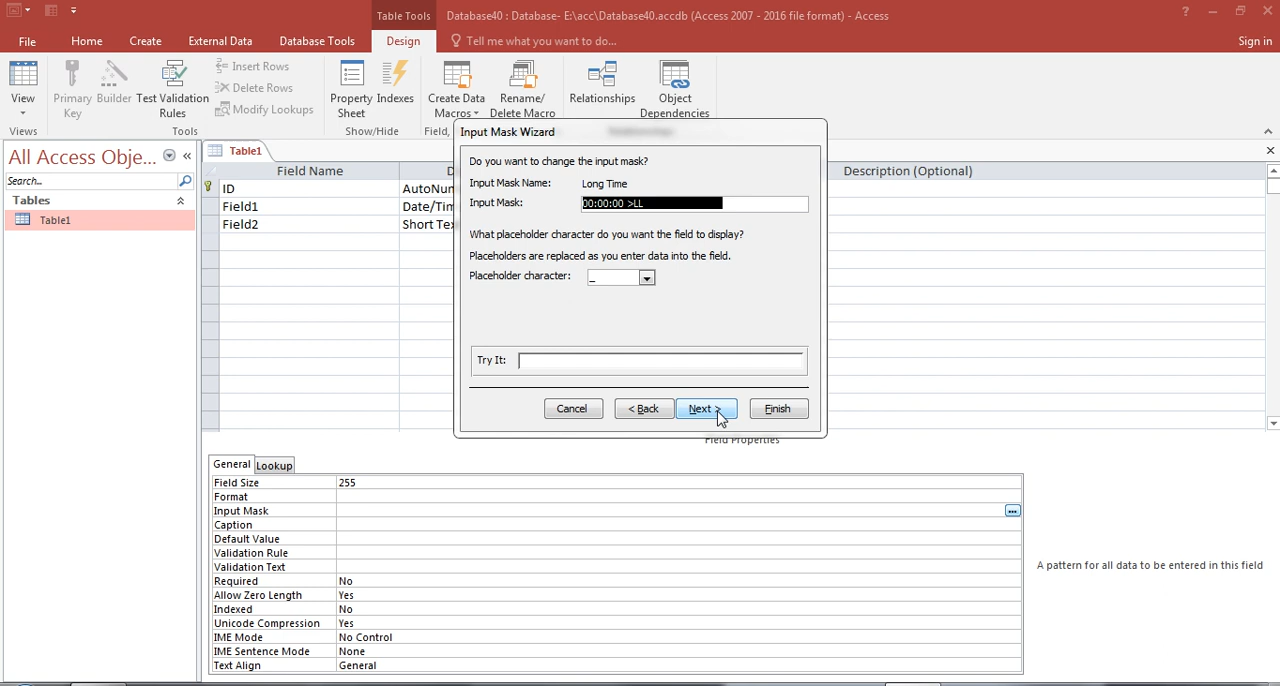 Table Tools
Database40 : Database- E:\acc\Database40.accdb (Access 2007 - 2016 file format) - Access
?
File Home Create External Data Database Tools Design Tell me what you want to do... Sign in
View
Views
Primary Key
Builder
Test Validation Rules
Insert Rows
Delete Rows
Modify Lookups
Tools
Property Sheet
Indexes
Show/Hide
Create Data Macros
Rename/ Delete Macro
Field,
Relationships
Object Dependencies
Relationships
All Access Obje... «
Search...
Tables
Table1
Table1
Field Name D Description (Optional)
ID AutoNun
Field1 Date/Tim
Field2 Short Tex
Input Mask Wizard
Do you want to change the input mask?
Input Mask Name: Long Time
Input Mask: 00:00:00 >LL
What placeholder character do you want the field to display?
Placeholders are replaced as you enter data into the field.
Placeholder character: _
Try It:
Cancel < Back Next > Finish
Field Properties
General Lookup
Field Size 255
Format
Input Mask ...
Caption
Default Value
Validation Rule
Validation Text
Required No
Allow Zero Length Yes
Indexed No
Unicode Compression Yes
IME Mode No Control
IME Sentence Mode None
Text Align General
A pattern for all data to be entered in this field